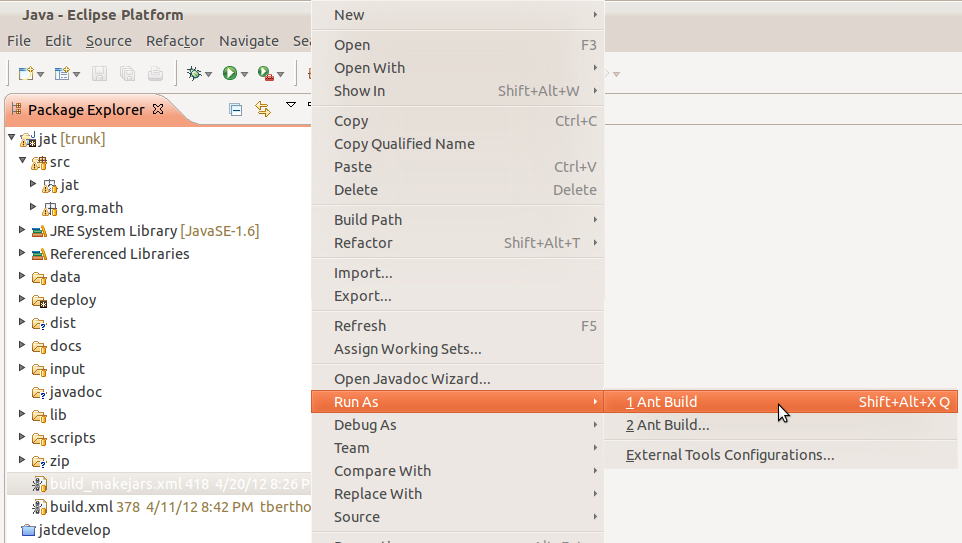 Java - Eclipse Platform
File Edit Source Refactor Navigate Sea
Package Explorer
jat [trunk]
src
jat
org.math
JRE System Library [JavaSE-1.6]
Referenced Libraries
data
deploy
dist
docs
input
javadoc
lib
scripts
zip
build_makejars.xml 418 4/20/12 8:26 P
build.xml 378 4/11/12 8:42 PM tbertho
jatdevelop
New
Open F3
Open With
Show In Shift+Alt+W
Copy Ctrl+C
Copy Qualified Name
Paste Ctrl+V
Delete Delete
Build Path
Refactor Shift+Alt+T
Import...
Export...
Refresh F5
Assign Working Sets...
Open Javadoc Wizard...
Run As
Debug As
Team
Compare With
Replace With
Source
1 Ant Build Shift+Alt+X Q
2 Ant Build...
External Tools Configurations...